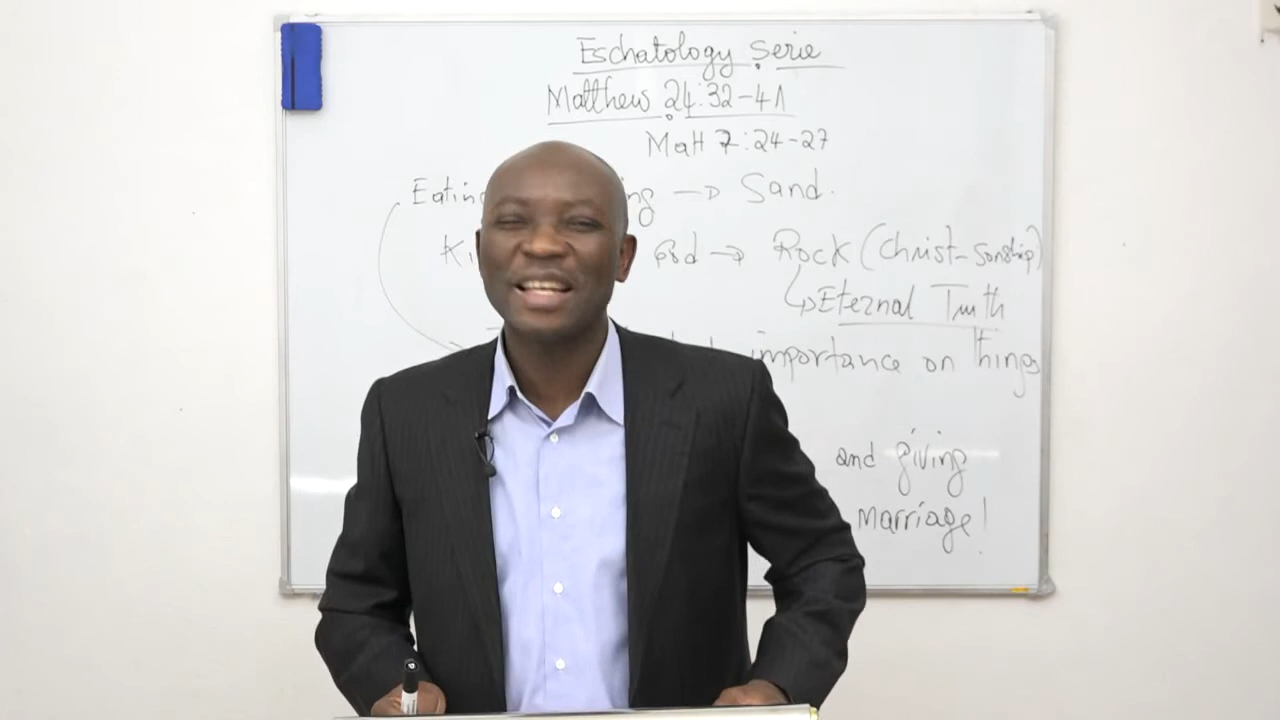 Eschatology Serie
Matthew 24:32-41
Matt 7:24-27
ng → Sand.
→ Rock (Christ-sonship)
↳ Eternal Truth
importance on things
and giving
Marriage!